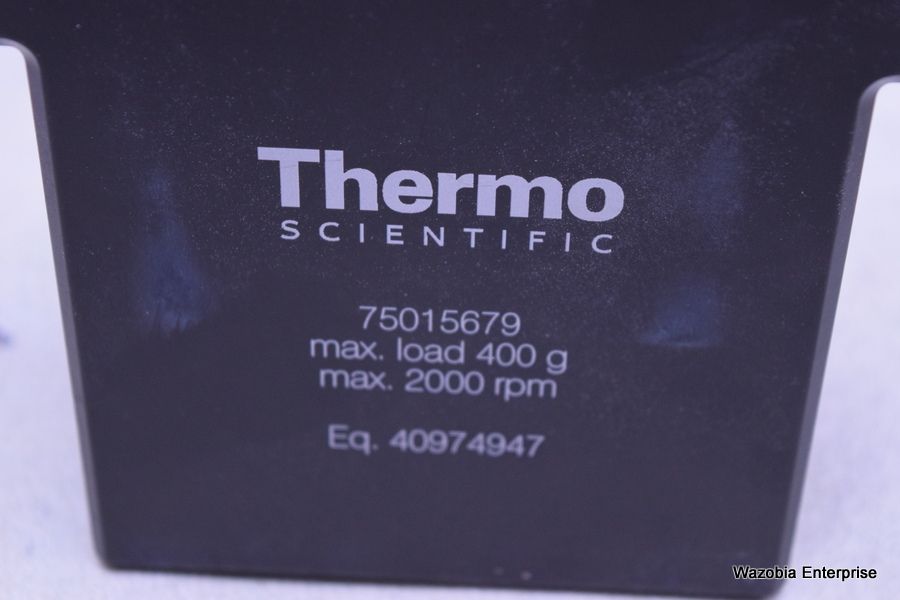 Thermo
SCIENTIFIC
75015679
max. load 400 g
max. 2000 rpm
Eq. 40974947
Wazobia Enterprise